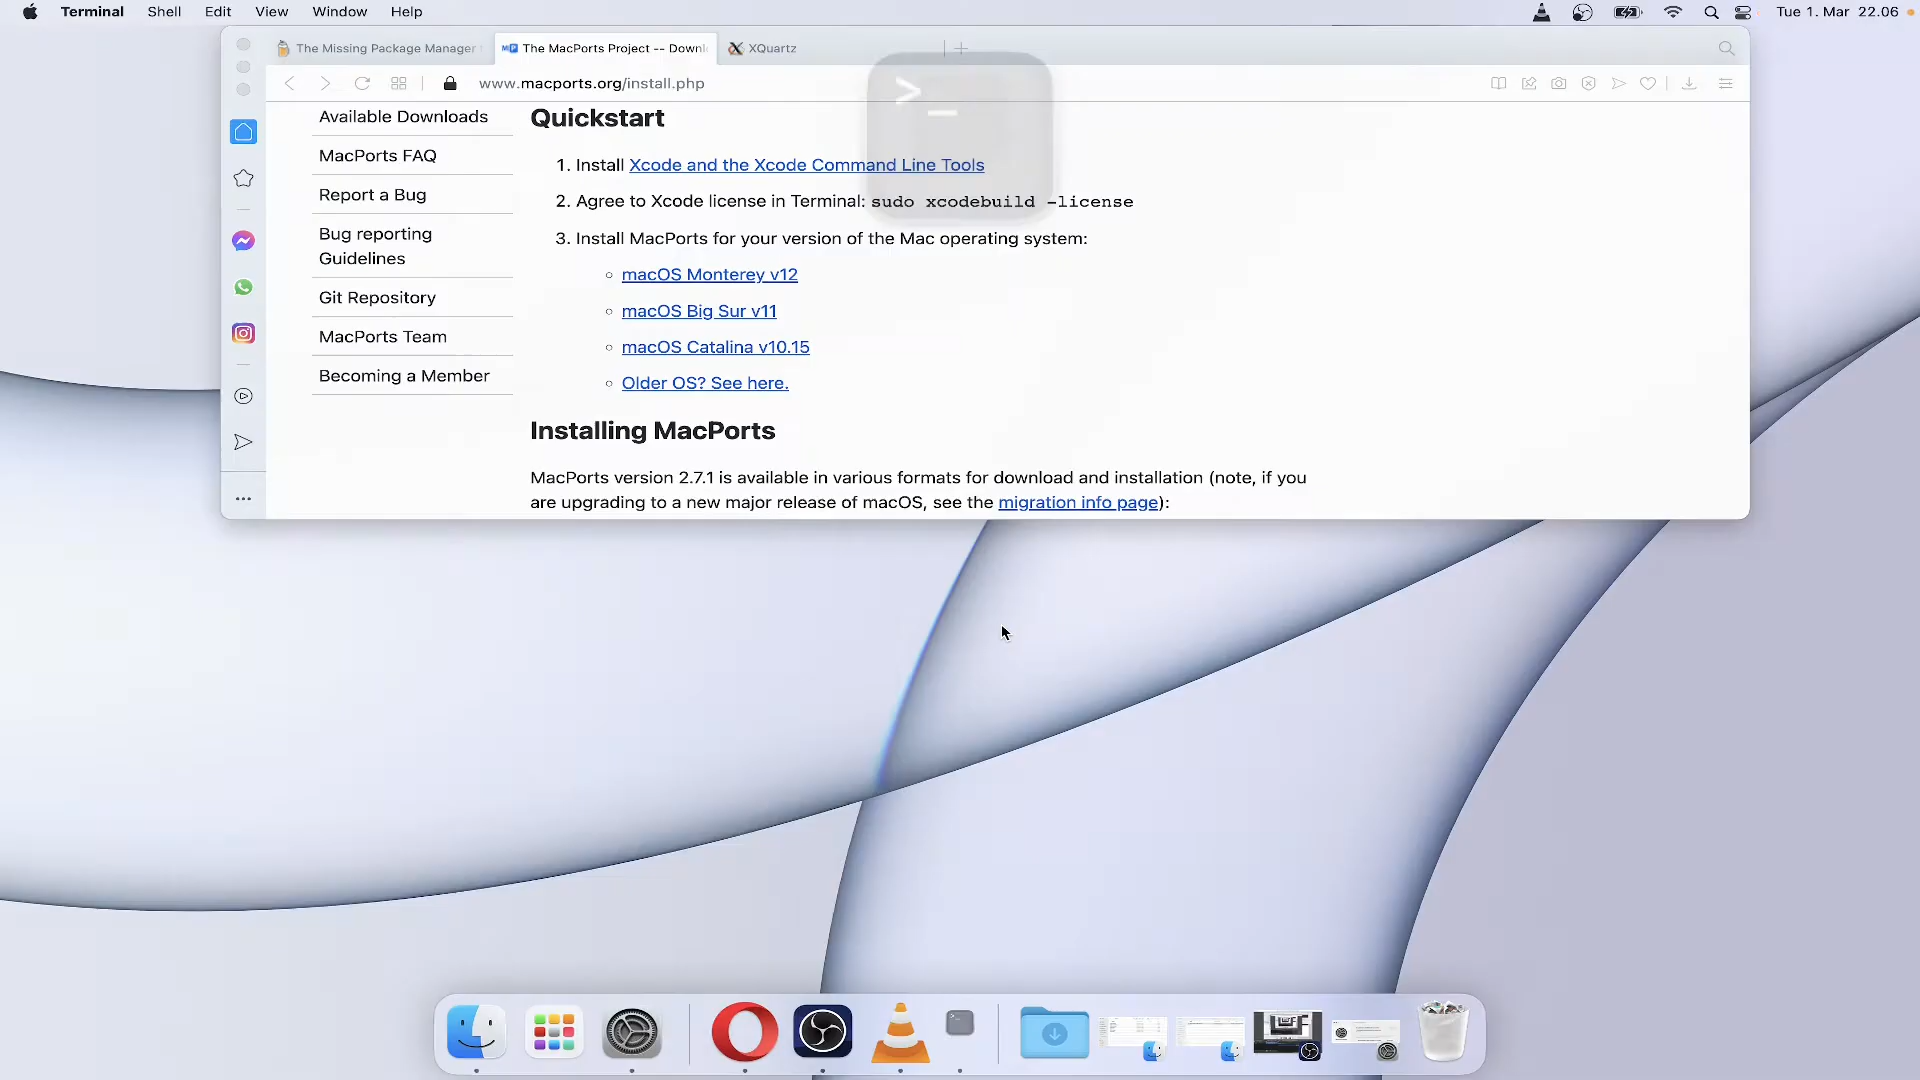 Terminal Shell Edit View Window Help
Tue 1. Mar 22.06
The Missing Package Manager
The MacPorts Project -- Downl
XQuartz
www.macports.org/install.php
Available Downloads
MacPorts FAQ
Report a Bug
Bug reporting
Guidelines
Git Repository
MacPorts Team
Becoming a Member
Quickstart
1. Install Xcode and the Xcode Command Line Tools
2. Agree to Xcode license in Terminal: sudo xcodebuild -license
3. Install MacPorts for your version of the Mac operating system:
macOS Monterey v12
macOS Big Sur v11
macOS Catalina v10.15
Older OS? See here.
Installing MacPorts
MacPorts version 2.7.1 is available in various formats for download and installation (note, if you
are upgrading to a new major release of macOS, see the migration info page):